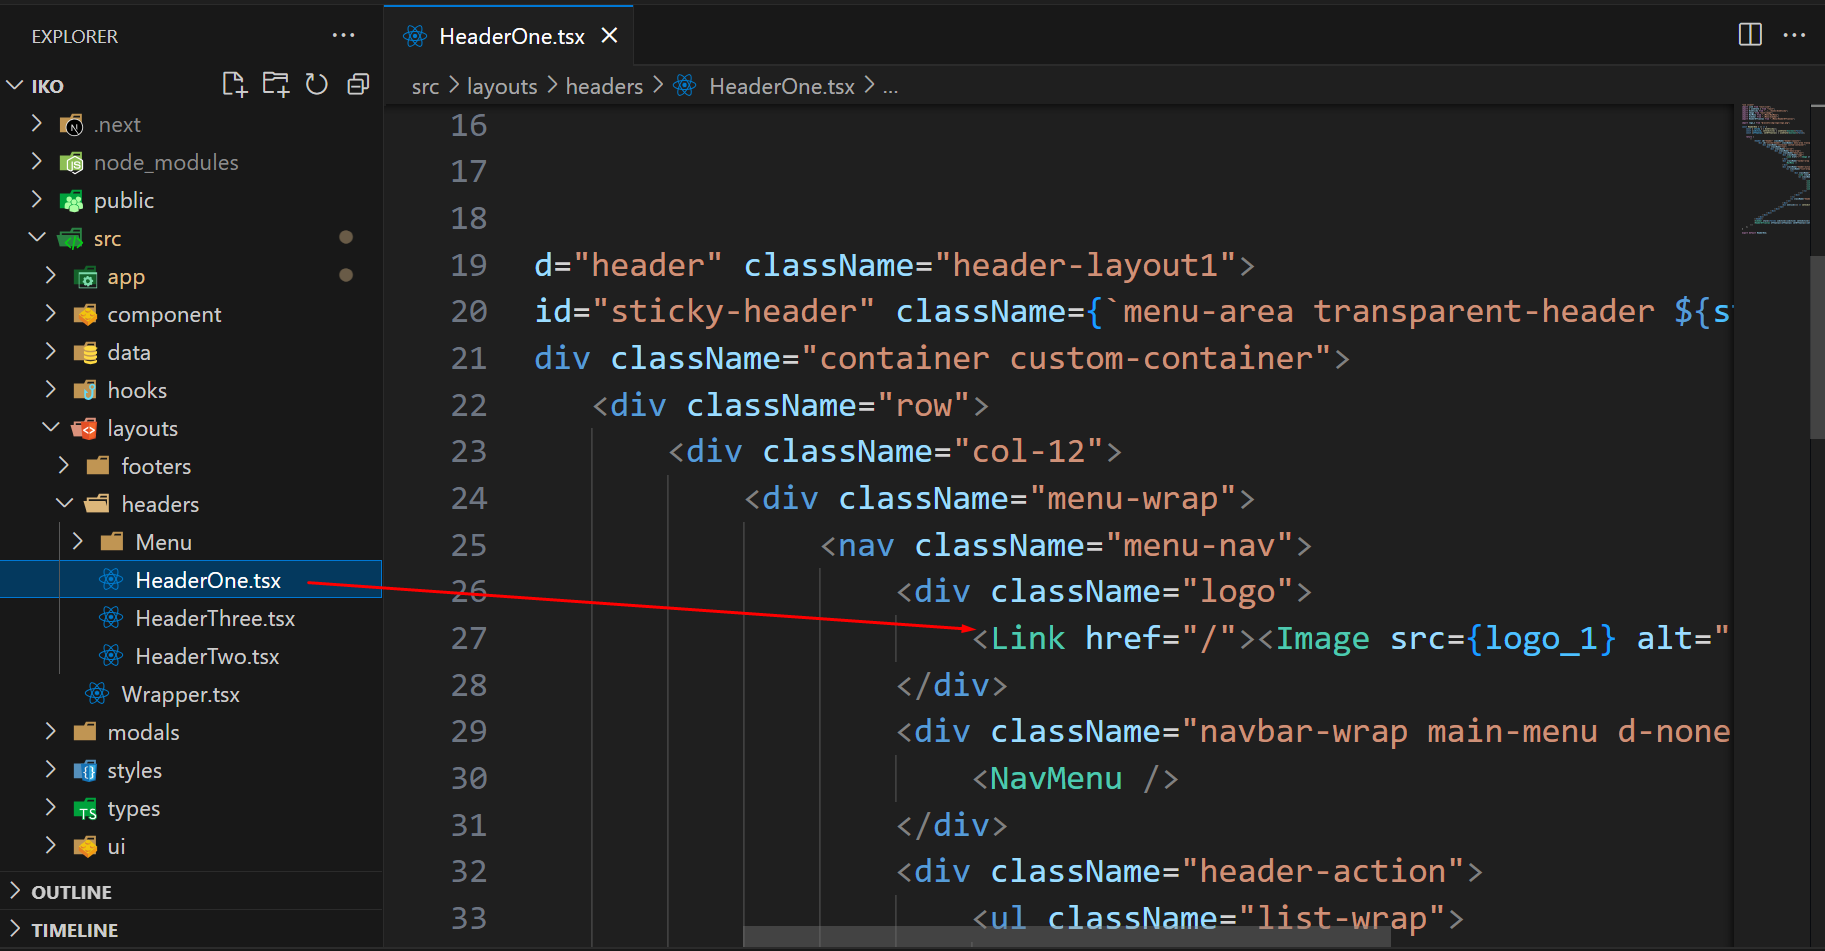 EXPLORER
IKO
.next
node_modules
public
src
app
component
data
hooks
layouts
footers
headers
Menu
HeaderOne.tsx
HeaderThree.tsx
HeaderTwo.tsx
Wrapper.tsx
modals
styles
types
ui
OUTLINE
TIMELINE
HeaderOne.tsx
src > layouts > headers > HeaderOne.tsx > ...
16
17
18
19 d="header" className="header-layout1">
20 id="sticky-header" className={`menu-area transparent-header ${s
21 div className="container custom-container">
22 <div className="row">
23 <div className="col-12">
24 <div className="menu-wrap">
25 <nav className="menu-nav">
26 <div className="logo">
27 <Link href="/"><Image src={logo_1} alt="
28 </div>
29 <div className="navbar-wrap main-menu d-none
30 <NavMenu />
31 </div>
32 <div className="header-action">
33 <ul className="list-wrap">